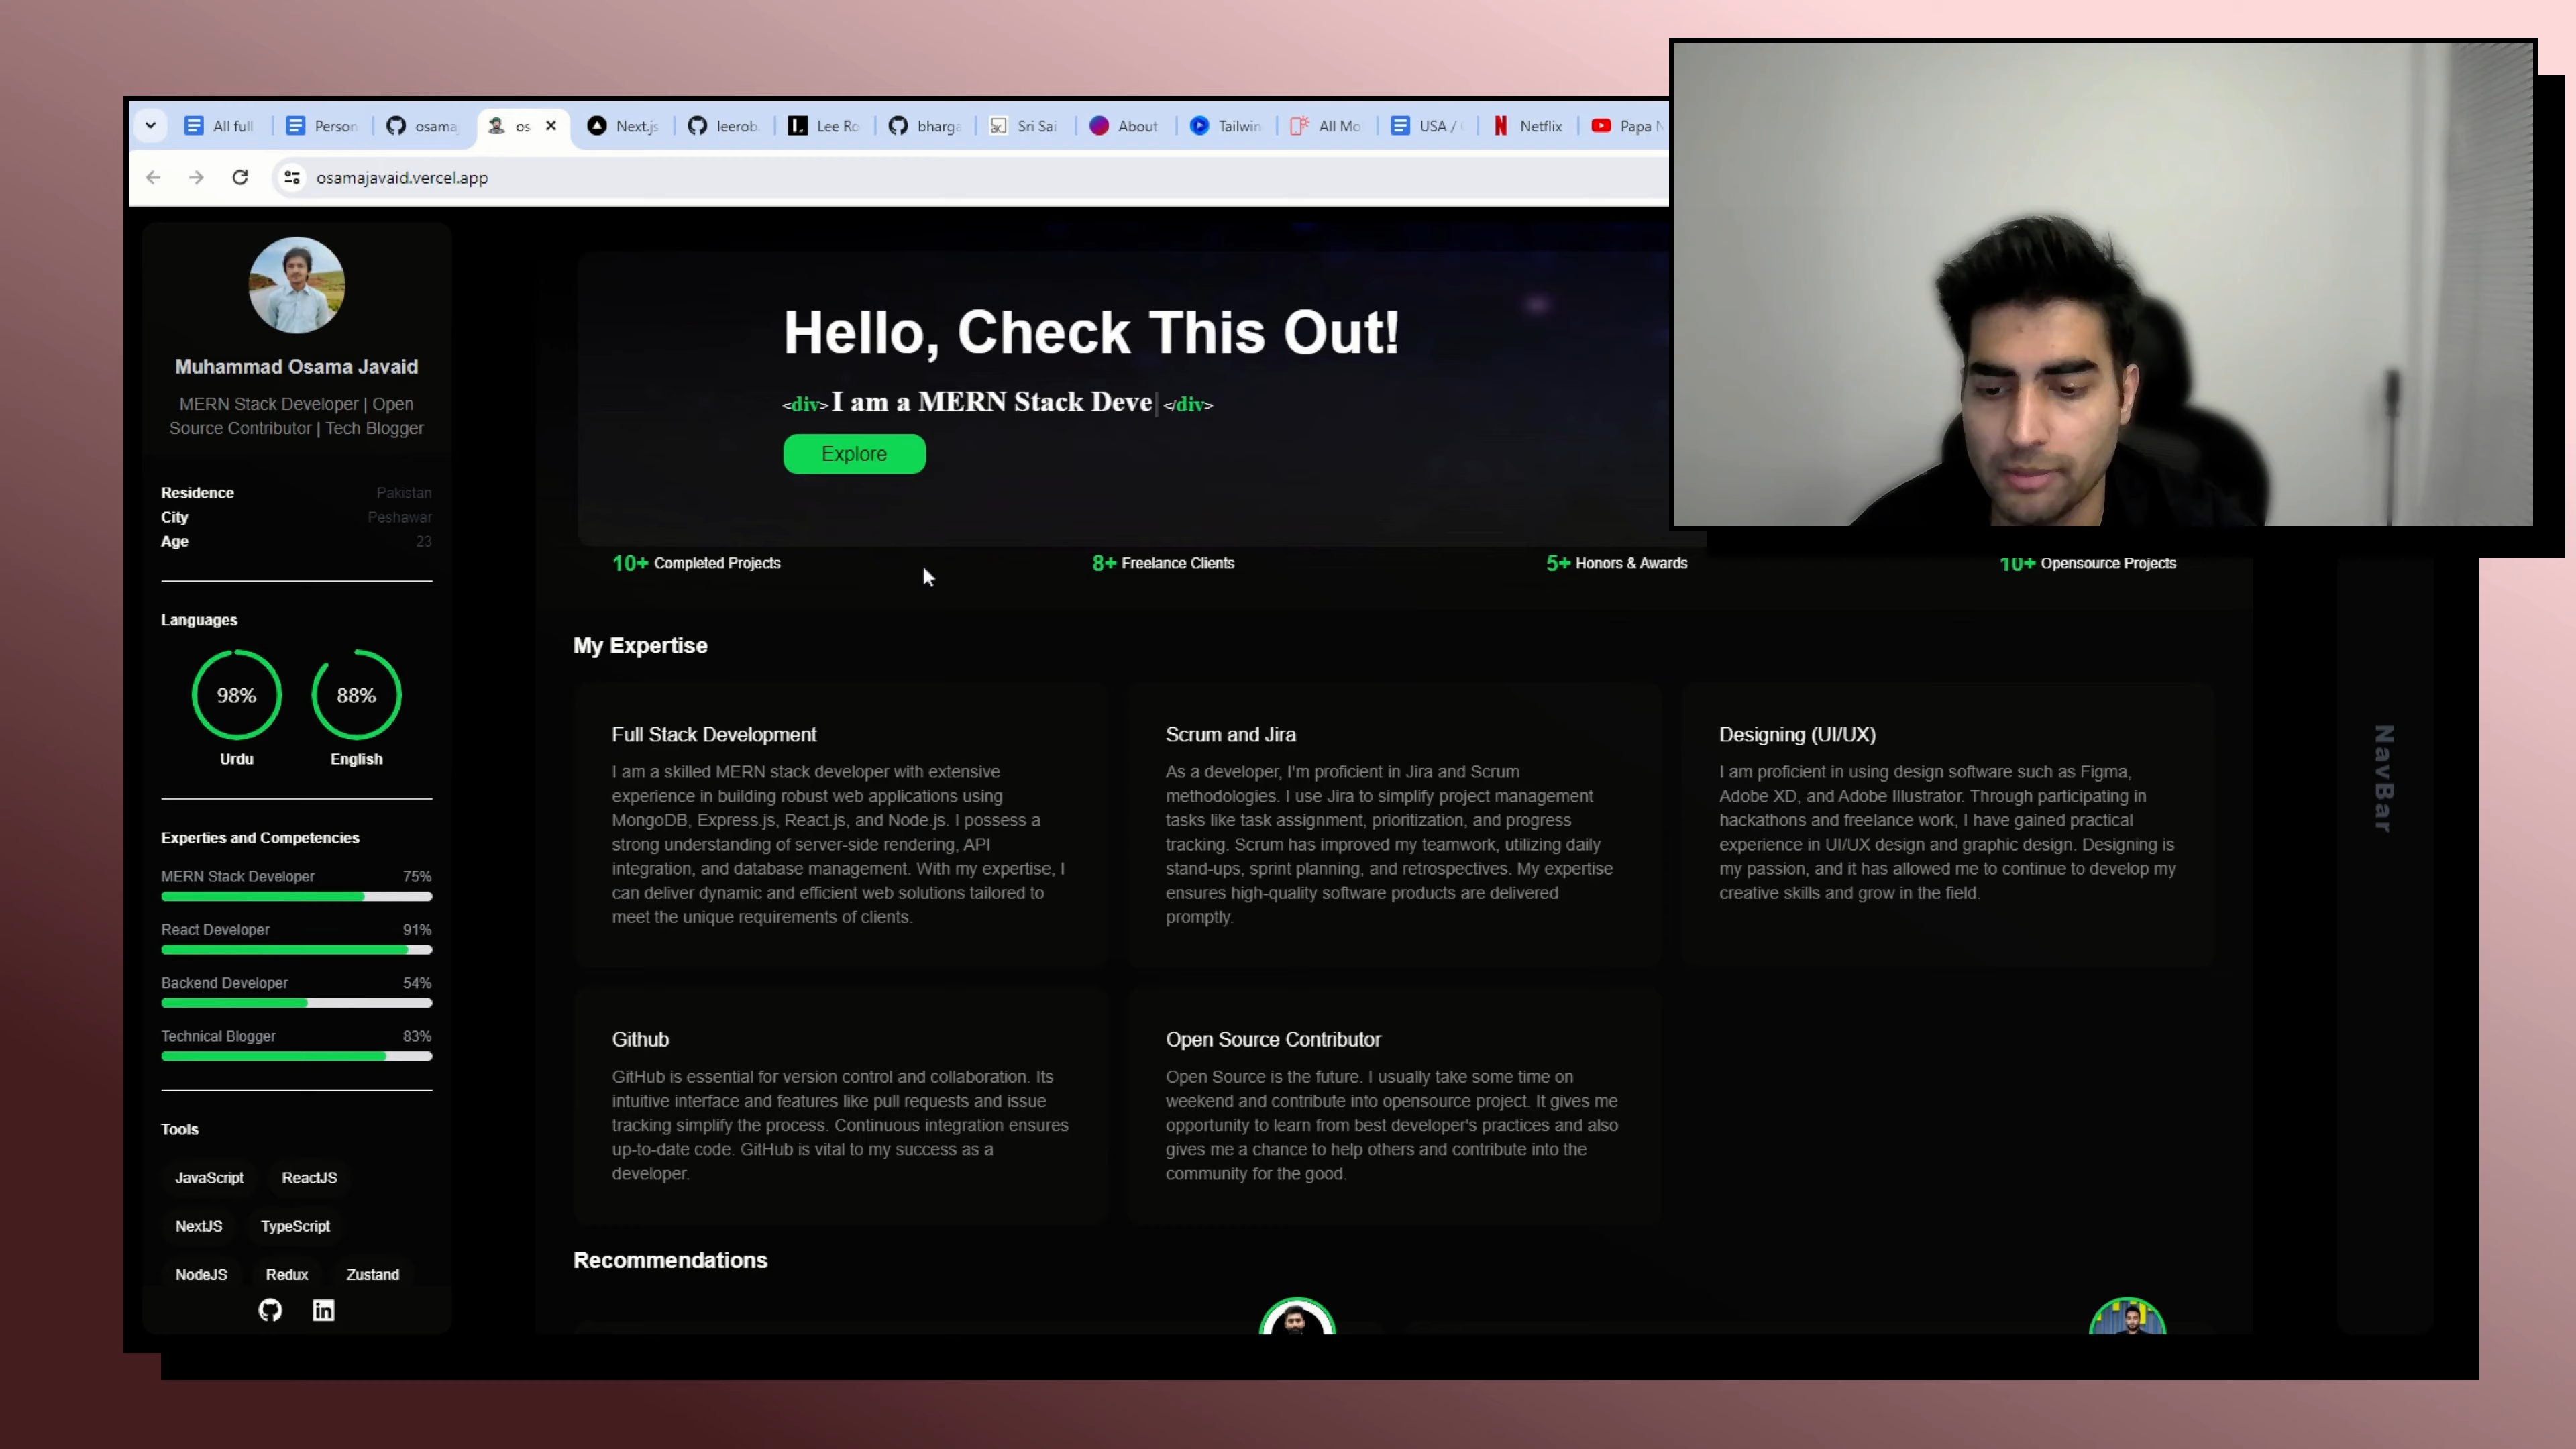 All full
Person
osama
os
Next.js
leerob.
Lee Ro
bharga
Sri Sai
About
Tailwin
All Mo
USA /
Netflix
Papa N
osamajavaid.vercel.app
Muhammad Osama Javaid
MERN Stack Developer | Open
Source Contributor | Tech Blogger
Residence Pakistan
City Peshawar
Age 23
Languages
98% 88%
Urdu English
Experties and Competencies
MERN Stack Developer 75%
React Developer 91%
Backend Developer 54%
Technical Blogger 83%
Tools
JavaScript ReactJS
NextJS TypeScript
NodeJS Redux Zustand
Hello, Check This Out!
<div> I am a MERN Stack Deve| </div>
Explore
10+ Completed Projects 8+ Freelance Clients 5+ Honors & Awards 10+ Opensource Projects
My Expertise
Full Stack Development
I am a skilled MERN stack developer with extensive
experience in building robust web applications using
MongoDB, Express.js, React.js, and Node.js. I possess a
strong understanding of server-side rendering, API
integration, and database management. With my expertise, I
can deliver dynamic and efficient web solutions tailored to
meet the unique requirements of clients.
Scrum and Jira
As a developer, I'm proficient in Jira and Scrum
methodologies. I use Jira to simplify project management
tasks like task assignment, prioritization, and progress
tracking. Scrum has improved my teamwork, utilizing daily
stand-ups, sprint planning, and retrospectives. My expertise
ensures high-quality software products are delivered
promptly.
Designing (UI/UX)
I am proficient in using design software such as Figma,
Adobe XD, and Adobe Illustrator. Through participating in
hackathons and freelance work, I have gained practical
experience in UI/UX design and graphic design. Designing is
my passion, and it has allowed me to continue to develop my
creative skills and grow in the field.
Github
GitHub is essential for version control and collaboration. Its
intuitive interface and features like pull requests and issue
tracking simplify the process. Continuous integration ensures
up-to-date code. GitHub is vital to my success as a
developer.
Open Source Contributor
Open Source is the future. I usually take some time on
weekend and contribute into opensource project. It gives me
opportunity to learn from best developer's practices and also
gives me a chance to help others and contribute into the
community for the good.
Recommendations
NavBar